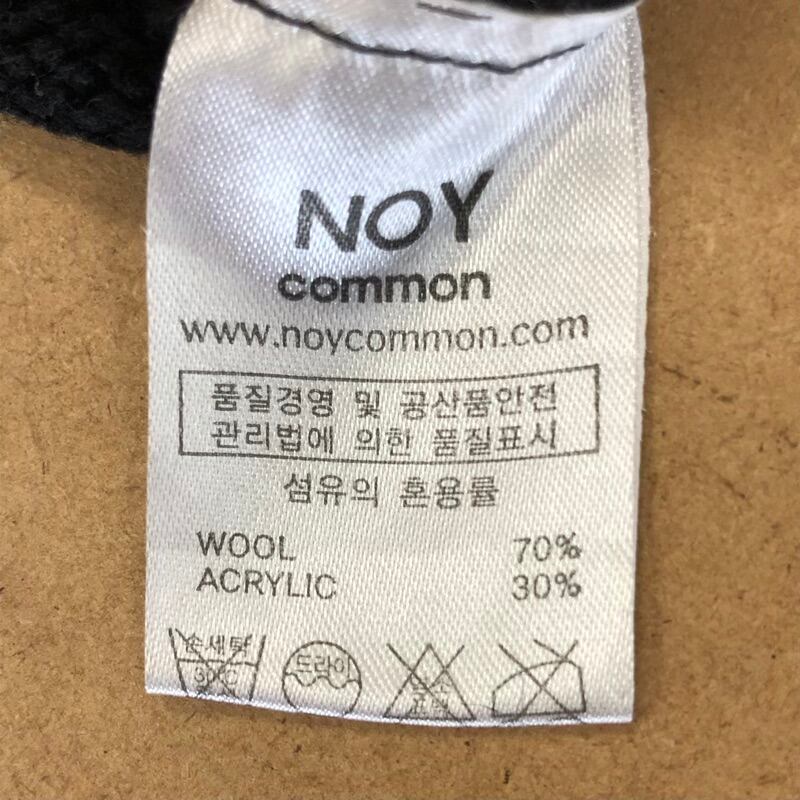 NOY
common
www.noycommon.com
품질경영 및 공산품안전
관리법에 의한 품질표시
섬유의 혼용률
WOOL 70%
ACRYLIC 30%
손세탁 드라이
30°C